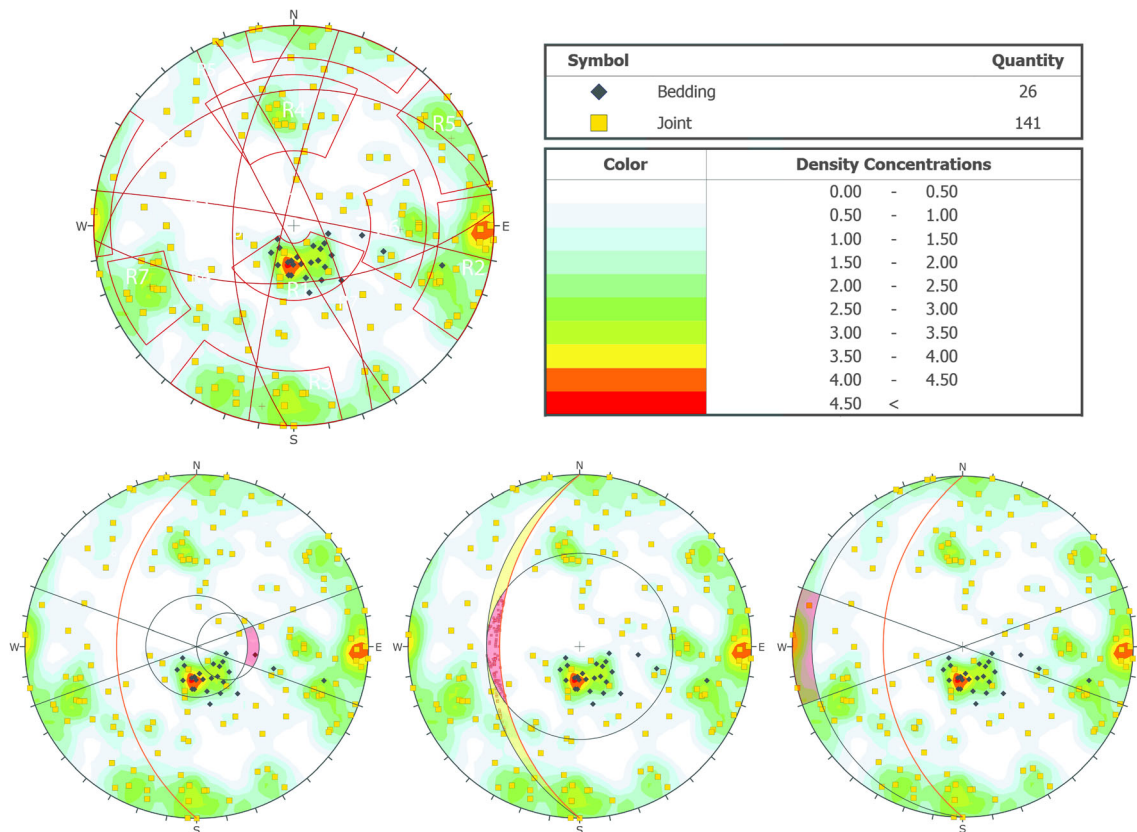 N
W
E
S
R4
R5
R2
R7
R3
Symbol Quantity
Bedding 26
Joint 141
Color Density Concentrations
0.00 - 0.50
0.50 - 1.00
1.00 - 1.50
1.50 - 2.00
2.00 - 2.50
2.50 - 3.00
3.00 - 3.50
3.50 - 4.00
4.00 - 4.50
4.50 <
N
W
E
S
N
W
E
S
N
W
E
S